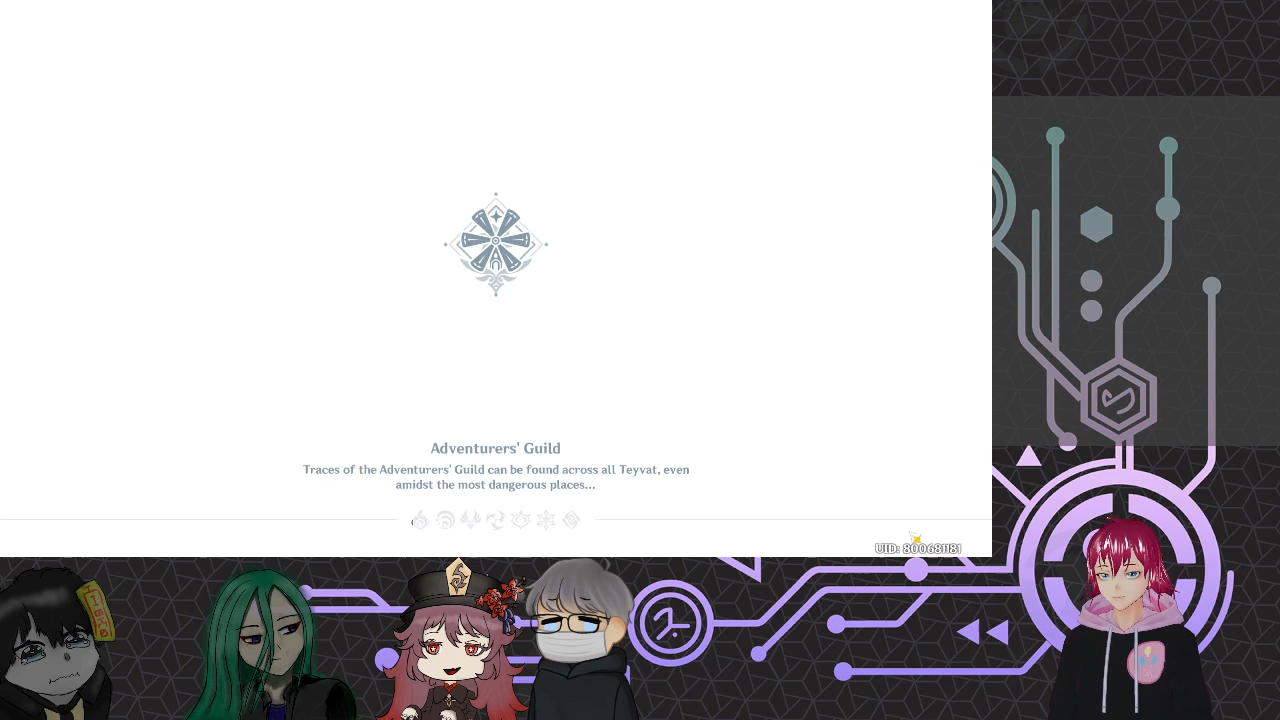 Adventurers' Guild
Traces of the Adventurers' Guild can be found across all Teyvat, even
amidst the most dangerous places...
UID: 800681181